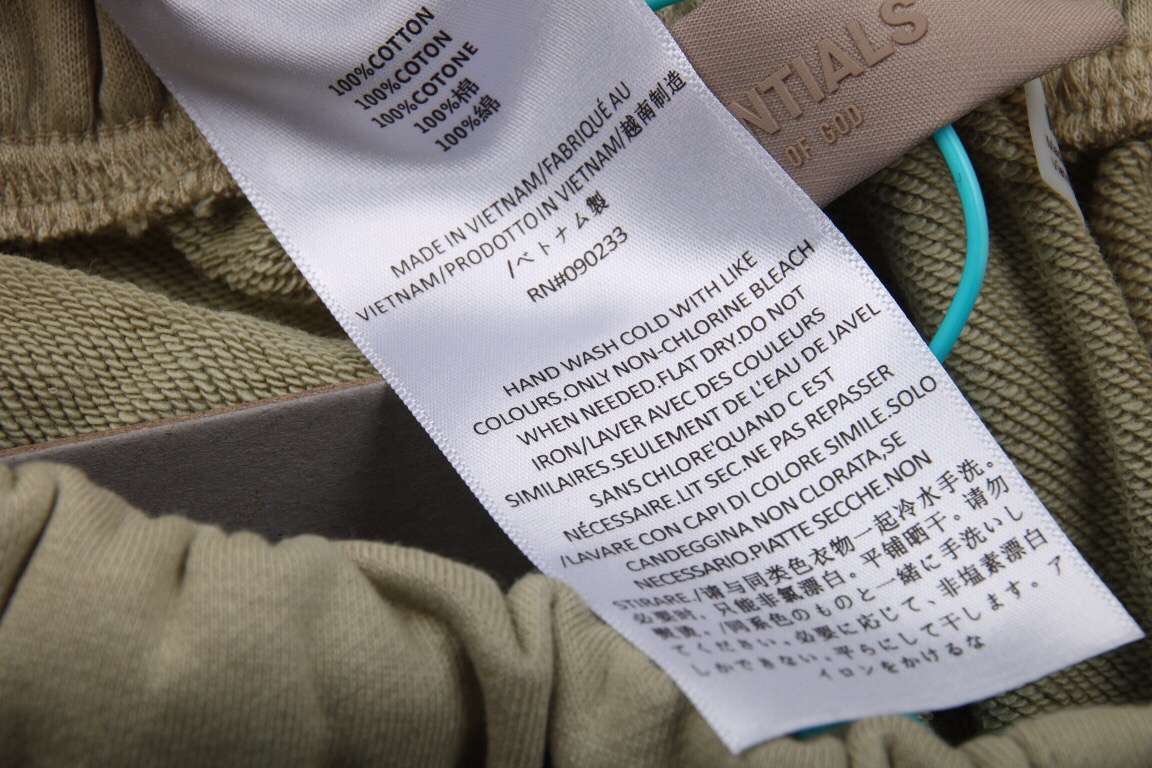 100%COTTON
100%COTON
100%COTONE
100%棉
100%綿
MADE IN VIETNAM/FABRIQUÉ AU
VIETNAM/PRODOTTO IN VIETNAM/越南制造
/ベトナム製
RN#090233
HAND WASH COLD WITH LIKE
COLOURS.ONLY NON-CHLORINE BLEACH
WHEN NEEDED.FLAT DRY.DO NOT
IRON/LAVER AVEC DES COULEURS
SIMILAIRES.SEULEMENT DE L'EAU DE JAVEL
SANS CHLORE'QUAND C EST
NÉCESSAIRE.LIT SEC.NE PAS REPASSER
/LAVARE CON CAPI DI COLORE SIMILE.SOLO
CANDEGGINA NON CLORATA,SE
NECESSARIO.PIATTE SECCHE.NON
STIRARE/请与同类色衣物一起冷水手洗。
必要时，只能非氯漂白。平铺晒干。请勿
熨烫。/同系色のものと一緒に手洗いし
てください。必要に応じて、非塩素漂白
しかできない。平らにして干します。ア
イロンをかけるな
NTIALS
OF GOD